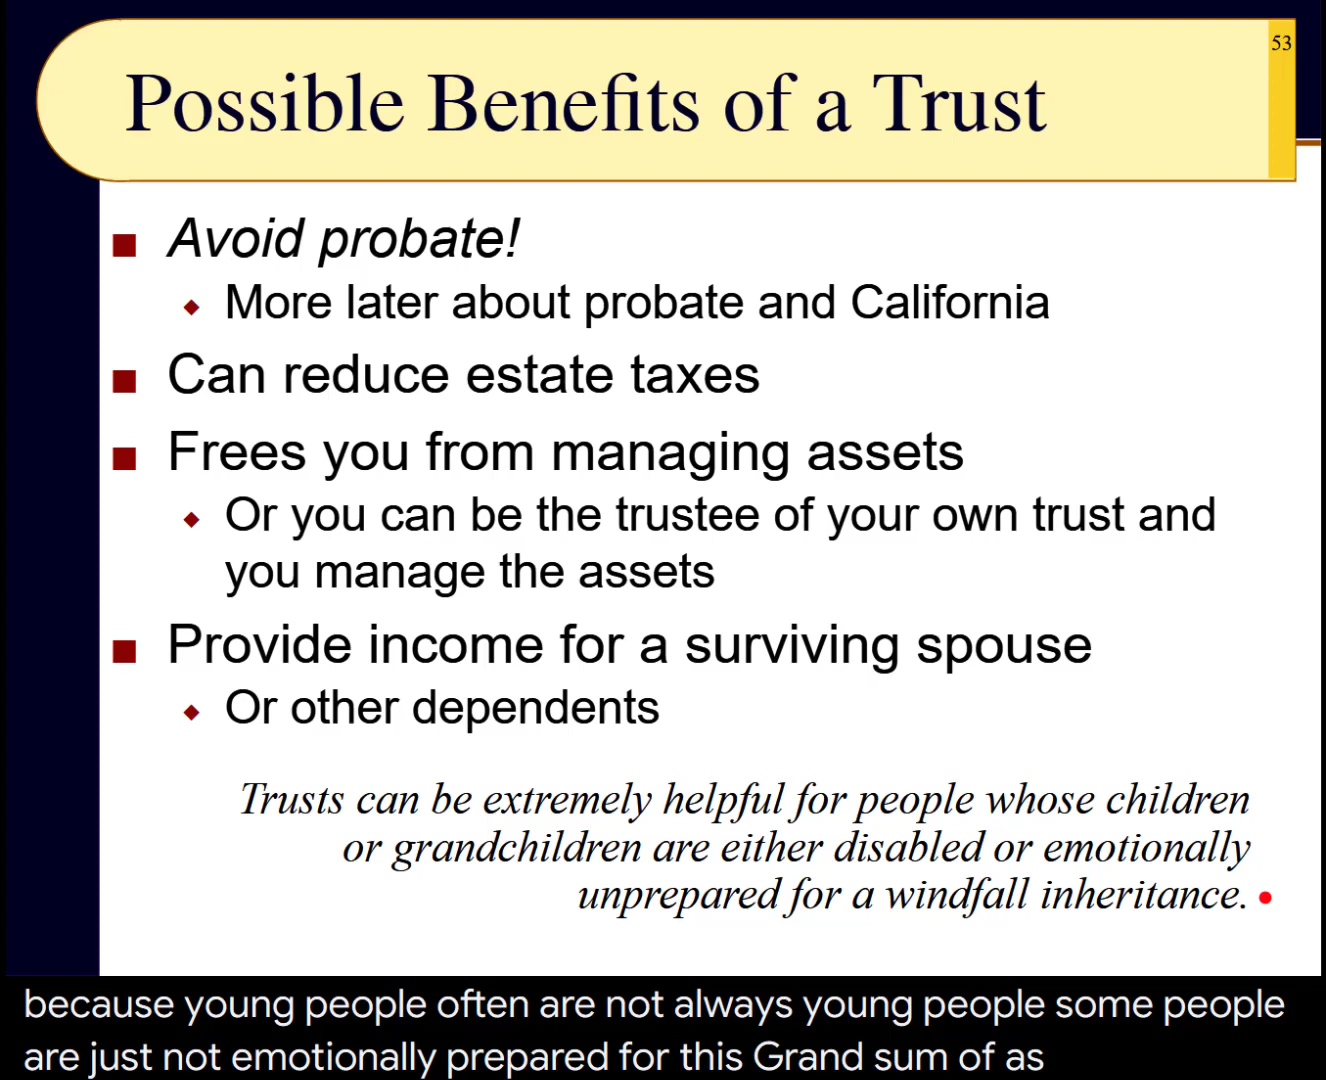 53
Possible Benefits of a Trust
Avoid probate!
More later about probate and California
Can reduce estate taxes
Frees you from managing assets
Or you can be the trustee of your own trust and
you manage the assets
Provide income for a surviving spouse
Or other dependents
Trusts can be extremely helpful for people whose children
or grandchildren are either disabled or emotionally
unprepared for a windfall inheritance.
because young people often are not always young people some people
are just not emotionally prepared for this Grand sum of as